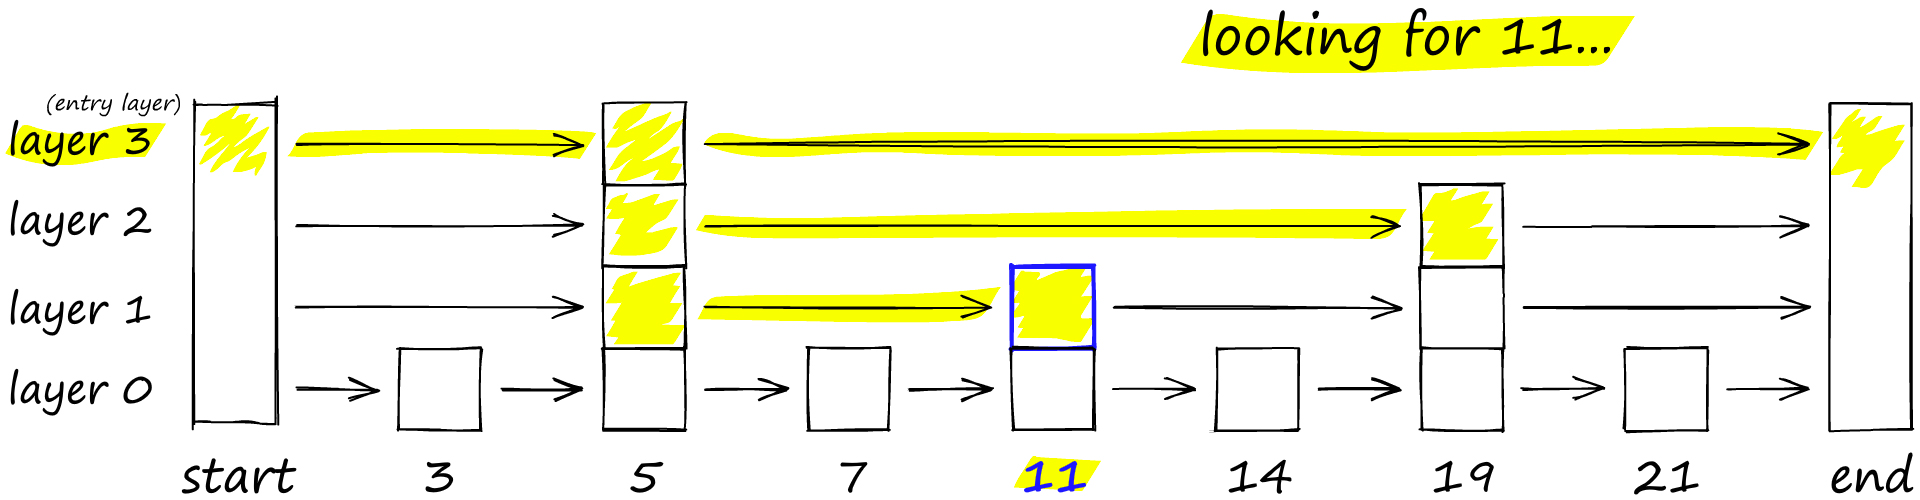 looking for 11...
(entry layer)
layer 3
layer 2
layer 1
layer 0
start 3 5 7 11 14 19 21 end